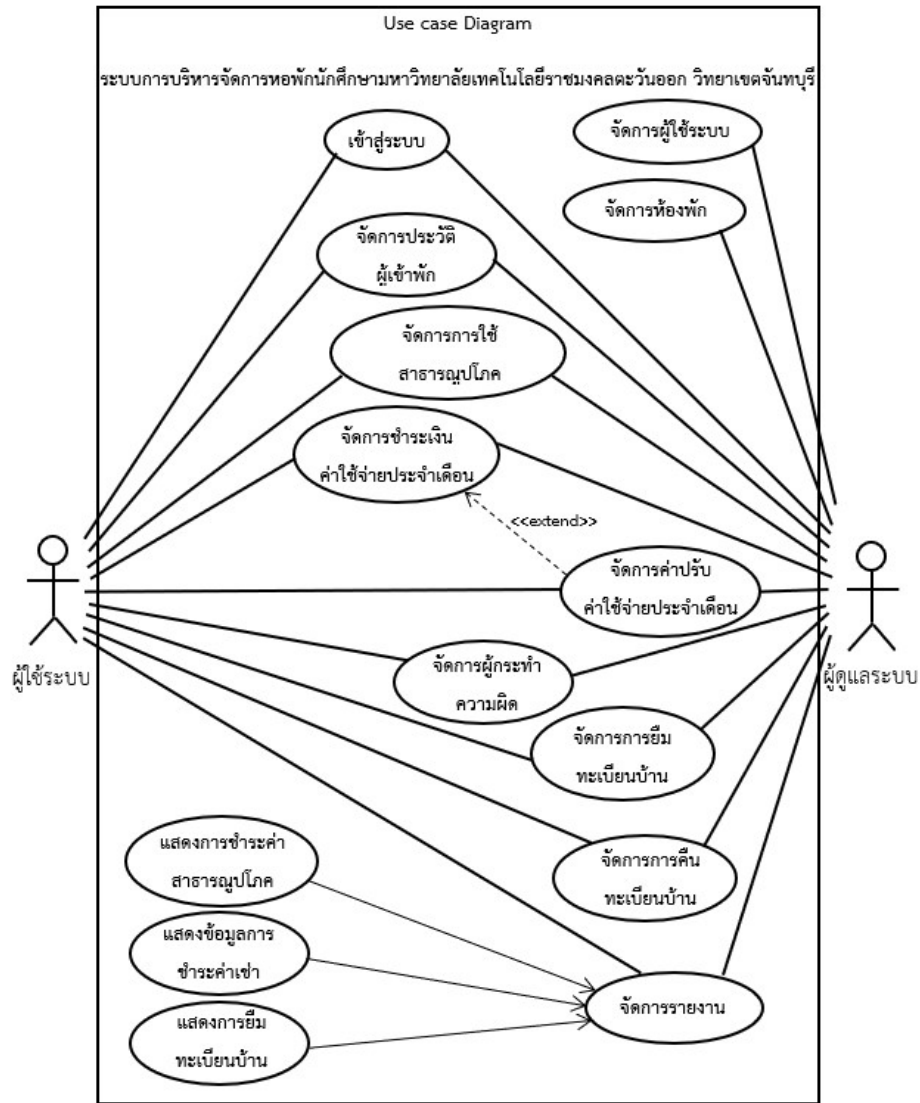 Use case Diagram
ระบบการบริหารจัดการหอพักนักศึกษามหาวิทยาลัยเทคโนโลยีราชมงคลตะวันออก วิทยาเขตจันทบุรี
เข้าสู่ระบบ
จัดการผู้ใช้ระบบ
จัดการห้องพัก
จัดการประวัติ
ผู้เข้าพัก
จัดการการใช้
สาธารณูปโภค
จัดการชำระเงิน
ค่าใช้จ่ายประจำเดือน
<<extend>>
จัดการค่าปรับ
ค่าใช้จ่ายประจำเดือน
ผู้ใช้ระบบ
ผู้ดูแลระบบ
จัดการผู้กระทำ
ความผิด
จัดการการยืม
ทะเบียนบ้าน
จัดการการคืน
ทะเบียนบ้าน
แสดงการชำระค่า
สาธารณูปโภค
แสดงข้อมูลการ
ชำระค่าเช่า
แสดงการยืม
ทะเบียนบ้าน
จัดการรายงาน